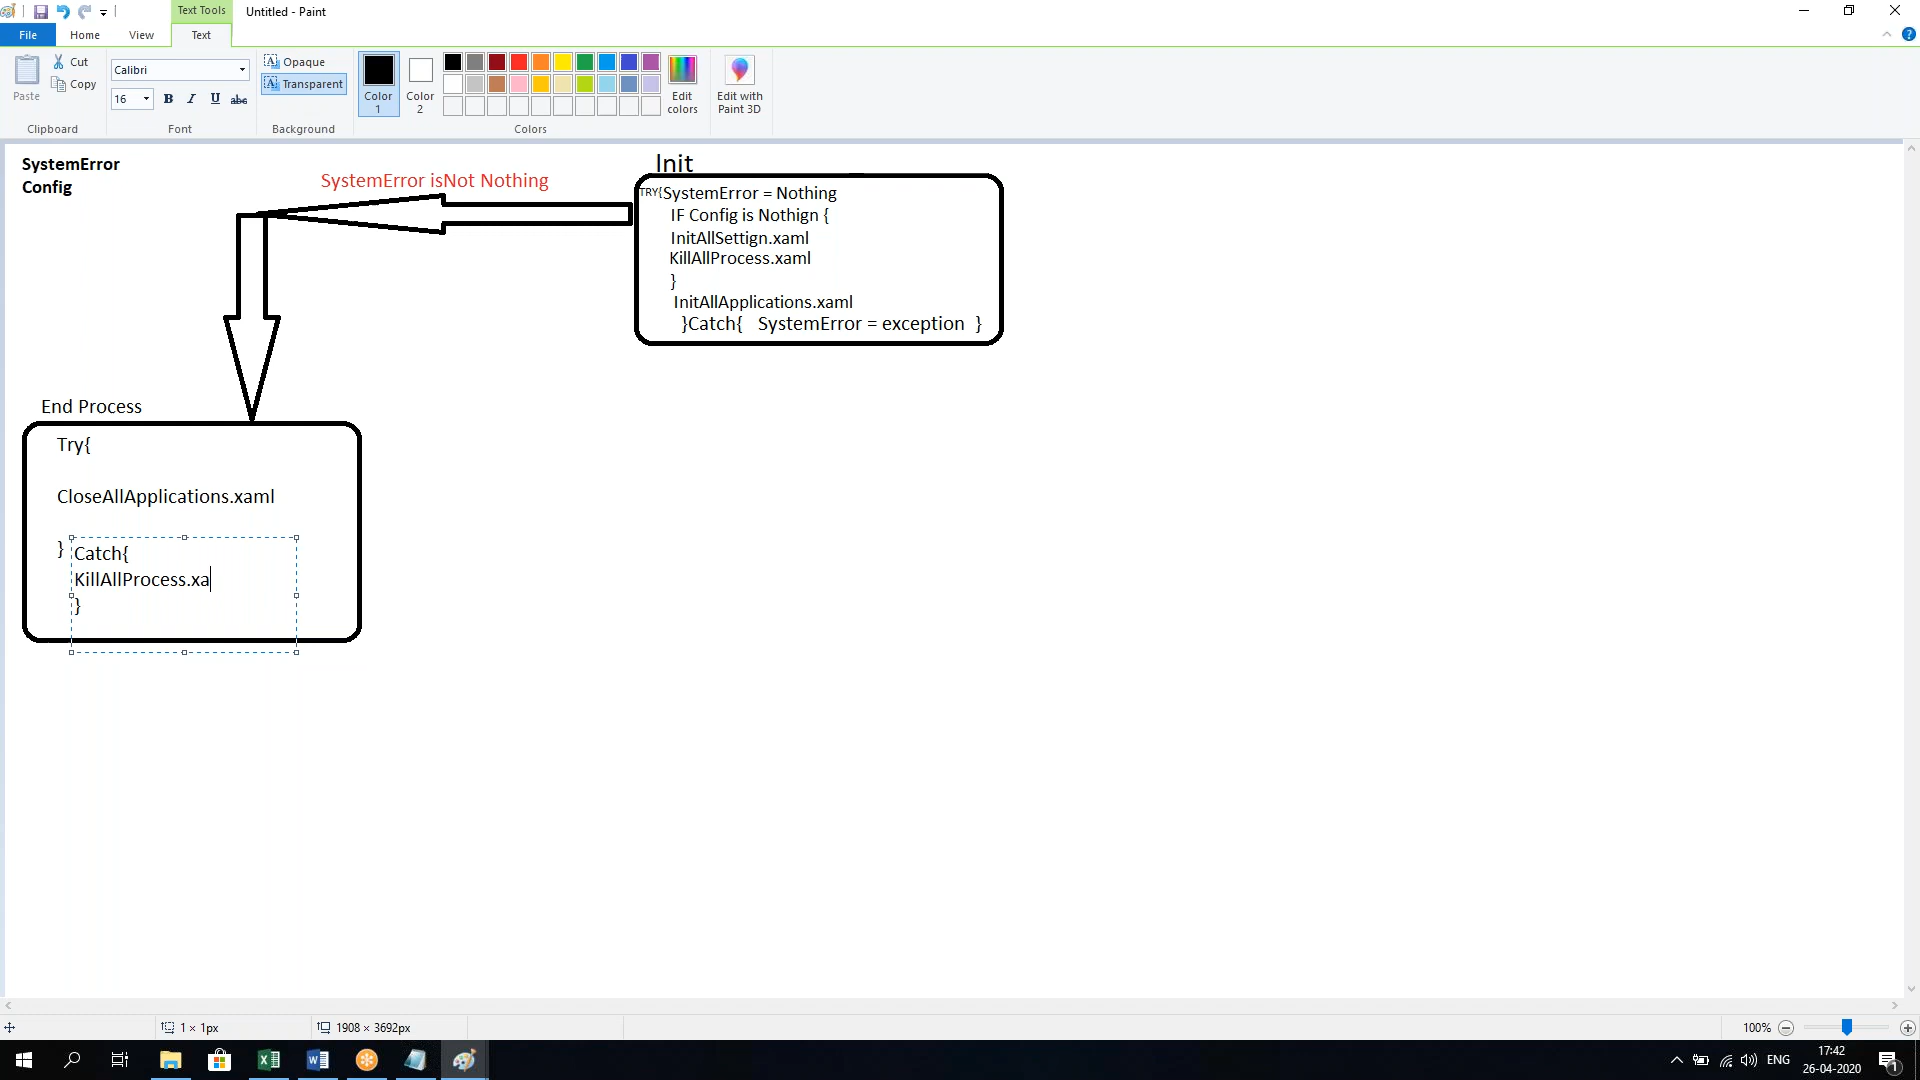 Text Tools
Untitled - Paint
File
Home
View
Text
Cut
Copy
Paste
Clipboard
Calibri
16
B
I
U
abc
Font
Opaque
Transparent
Background
Color
1
Color
2
Colors
Edit
colors
Edit with
Paint 3D
SystemError
Config
SystemError isNot Nothing
Init
TRY{SystemError = Nothing
IF Config is Nothign {
InitAllSettign.xaml
KillAllProcess.xaml
}
InitAllApplications.xaml
}Catch{ SystemError = exception }
End Process
Try{
CloseAllApplications.xaml
}
Catch{
KillAllProcess.xa
}
1 × 1px
1908 × 3692px
100%
ENG
17:42
26-04-2020
1